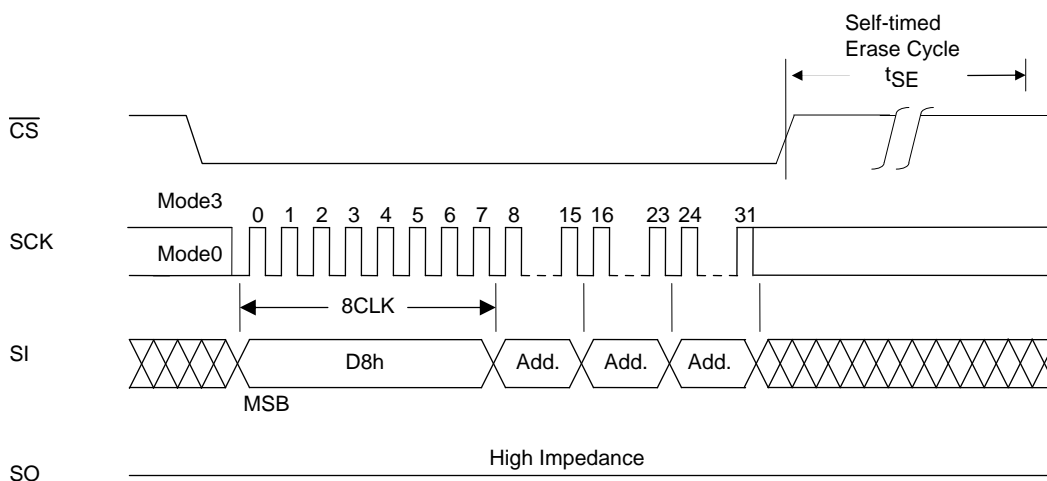 Self-timed
Erase Cycle
tSE
CS
Mode3
0 1 2 3 4 5 6 7 8 15 16 23 24 31
SCK
Mode0
8CLK
SI
D8h Add. Add. Add.
MSB
High Impedance
SO